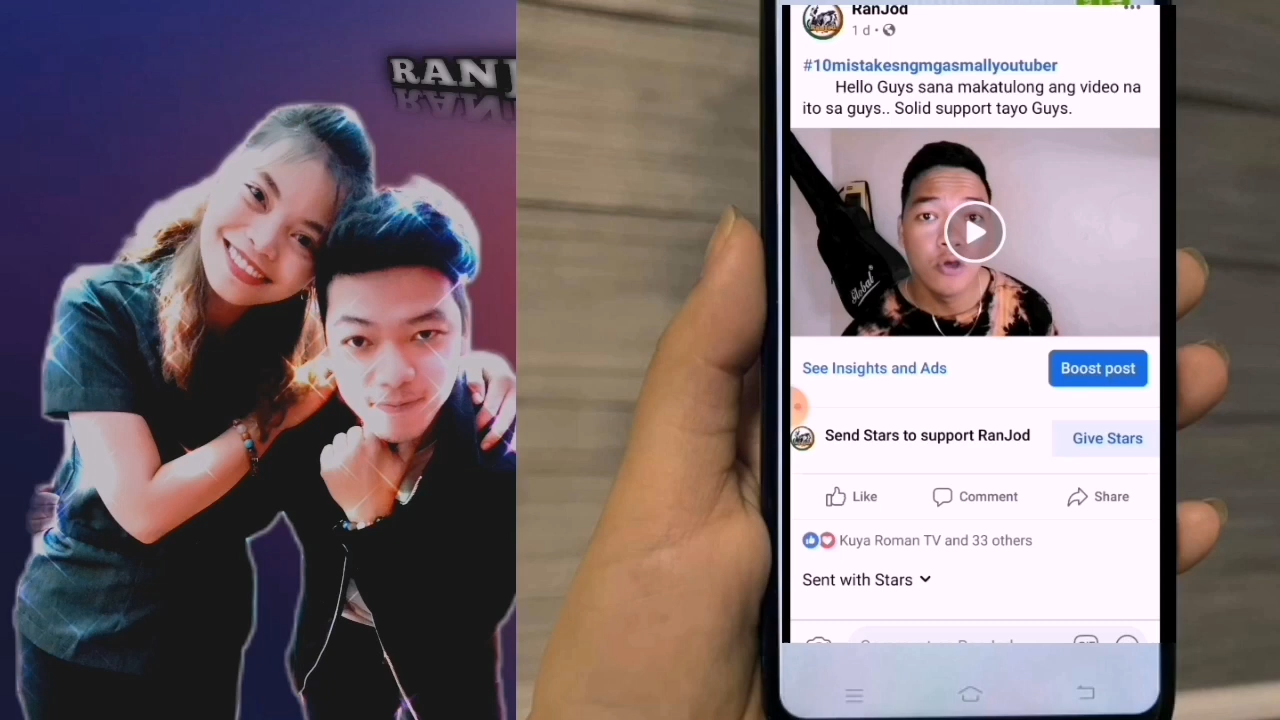 RANJ
RanJod
1 d
#10mistakesngmgasmallyoutuber
Hello Guys sana makatulong ang video na
ito sa guys.. Solid support tayo Guys.
Global
See Insights and Ads
Boost post
Send Stars to support RanJod
Give Stars
Like
Comment
Share
Kuya Roman TV and 33 others
Sent with Stars